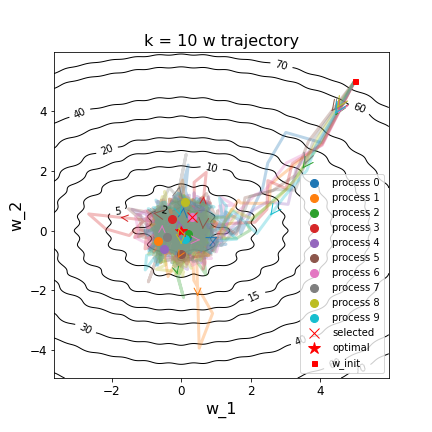 k = 10 w trajectory
70
60
40
20
10
5
2
15
30
40
w_2
4
2
0
−2
−4
−2
0
2
4
w_1
process 0
process 1
process 2
process 3
process 4
process 5
process 6
process 7
process 8
process 9
selected
optimal
w_init